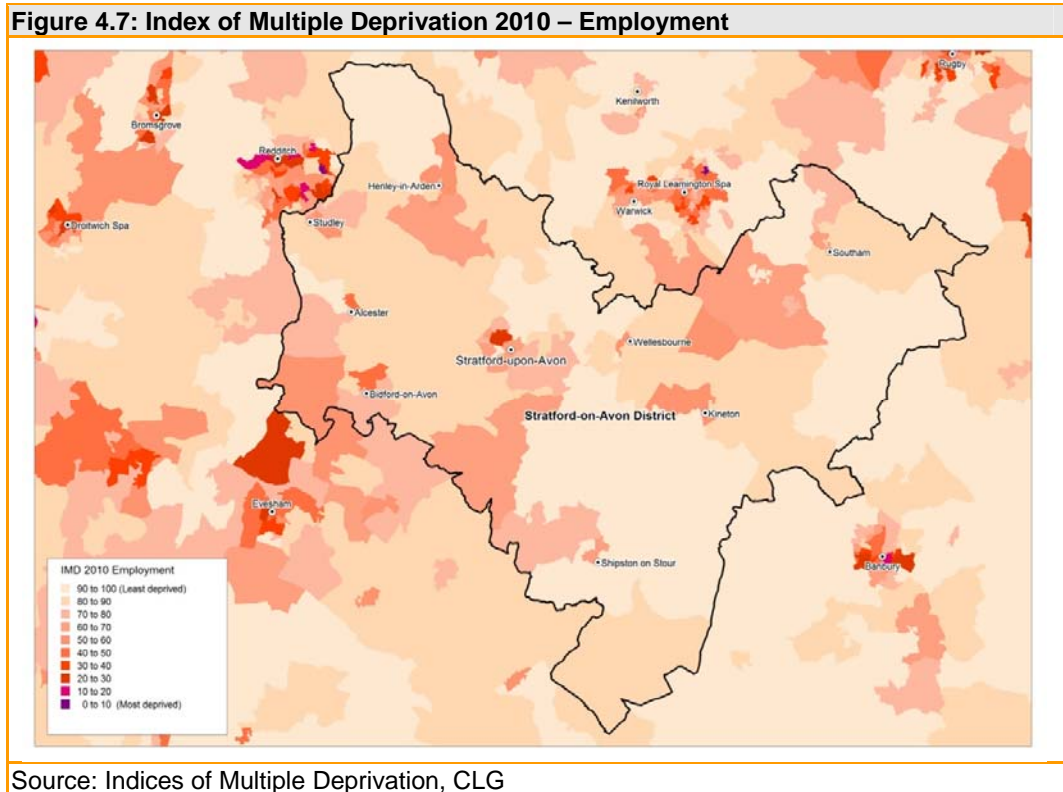 Figure 4.7: Index of Multiple Deprivation 2010 – Employment
Rugby
Kenilworth
Bromsgrove
Redditch
Henley-in-Arden
Royal Leamington Spa
Warwick
Studley
Droitwich Spa
Southam
Alcester
Wellesbourne
Stratford-upon-Avon
Bidford-on-Avon
Stratford-on-Avon District
Kineton
Evesham
Banbury
Shipston on Stour
IMD 2010 Employment
90 to 100 (Least deprived)
80 to 90
70 to 80
60 to 70
50 to 60
40 to 50
30 to 40
20 to 30
10 to 20
0 to 10 (Most deprived)
Source: Indices of Multiple Deprivation, CLG